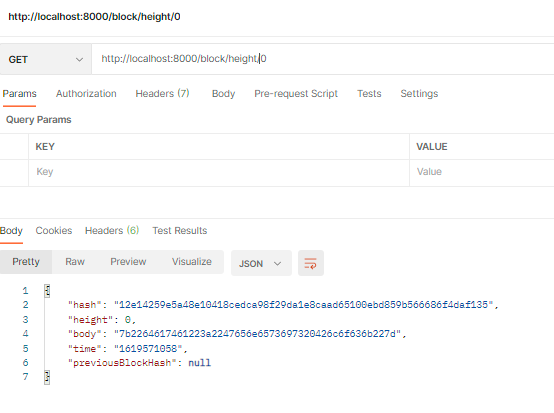 http://localhost:8000/block/height/0
GET http://localhost:8000/block/height/0
Params Authorization Headers (7) Body Pre-request Script Tests Settings
Query Params
KEY VALUE
Key Value
Body Cookies Headers (6) Test Results
Pretty Raw Preview Visualize JSON
1 {
2 "hash": "12e14259e5a48e10418cedca98f29da1e8caad65100ebd859b566686f4daf135",
3 "height": 0,
4 "body": "7b2264617461223a2247656e6573697320426c6f636b227d",
5 "time": "1619571058",
6 "previousBlockHash": null
7 }